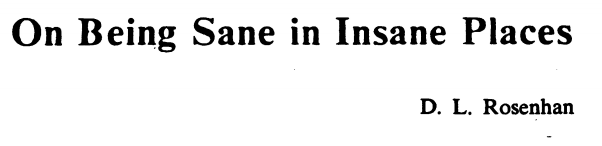 On Being Sane in Insane Places
D. L. Rosenhan